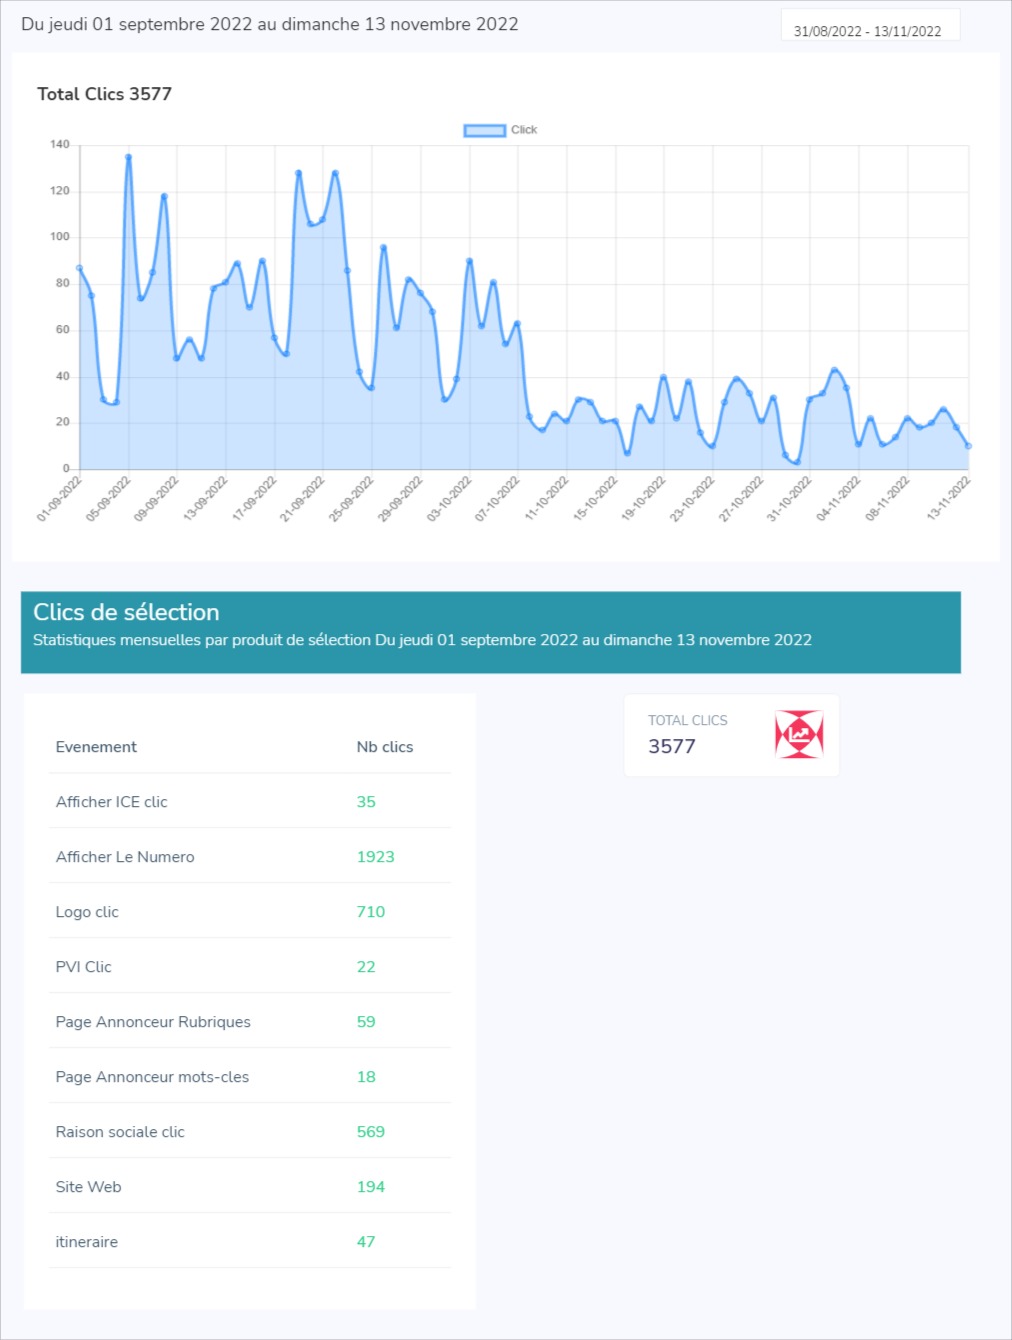 Du jeudi 01 septembre 2022 au dimanche 13 novembre 2022
31/08/2022 - 13/11/2022
Total Clics 3577
Click
140
120
100
80
60
40
20
0
01-09-2022
05-09-2022
09-09-2022
13-09-2022
17-09-2022
21-09-2022
25-09-2022
29-09-2022
03-10-2022
07-10-2022
11-10-2022
15-10-2022
19-10-2022
23-10-2022
27-10-2022
31-10-2022
04-11-2022
08-11-2022
13-11-2022
Clics de sélection
Statistiques mensuelles par produit de sélection Du jeudi 01 septembre 2022 au dimanche 13 novembre 2022
Evenement Nb clics
Afficher ICE clic 35
Afficher Le Numero 1923
Logo clic 710
PVI Clic 22
Page Annonceur Rubriques 59
Page Annonceur mots-cles 18
Raison sociale clic 569
Site Web 194
itineraire 47
TOTAL CLICS
3577